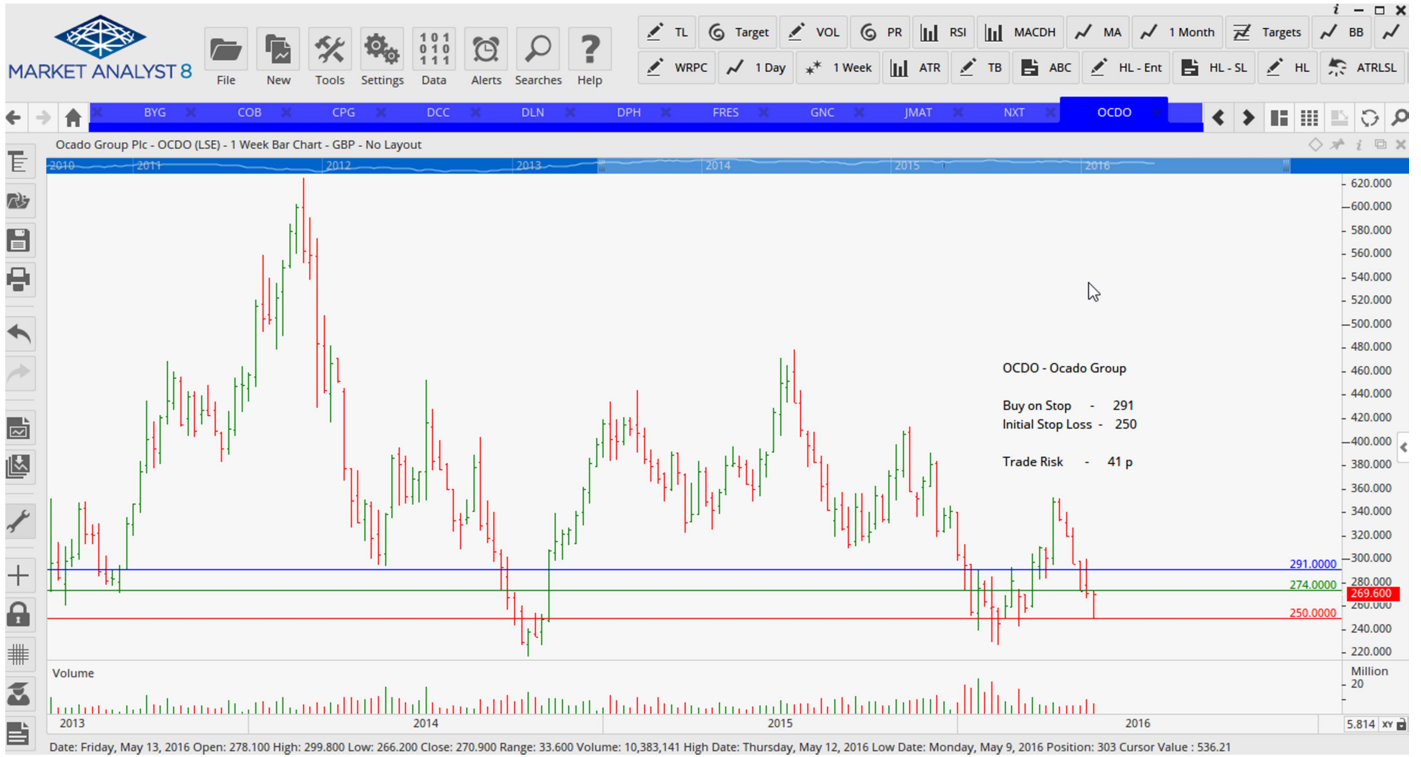 i
MARKET ANALYST 8
File New Tools Settings Data Alerts Searches Help
101
010
111
TL Target VOL PR RSI MACDH MA 1 Month Targets BB
WRPC 1 Day 1 Week ATR TB ABC HL - Ent HL - SL HL ATRLSL
BYG COB CPG DCC DLN DPH FRES GNC JMAT NXT OCDO
Ocado Group Plc - OCDO (LSE) - 1 Week Bar Chart - GBP - No Layout
i
2010 2011 2012 2013 2014 2015 2016
620.000
600.000
580.000
560.000
540.000
520.000
500.000
480.000
460.000
440.000
420.000
400.000
380.000
360.000
340.000
320.000
300.000
280.000
269.600
260.000
240.000
220.000
OCDO - Ocado Group
Buy on Stop - 291
Initial Stop Loss - 250
Trade Risk - 41 p
291.0000
274.0000
250.0000
Volume
Million
20
2013 2014 2015 2016
5.814 XY
Date: Friday, May 13, 2016 Open: 278.100 High: 299.800 Low: 266.200 Close: 270.900 Range: 33.600 Volume: 10,383,141 High Date: Thursday, May 12, 2016 Low Date: Monday, May 9, 2016 Position: 303 Cursor Value : 536.21